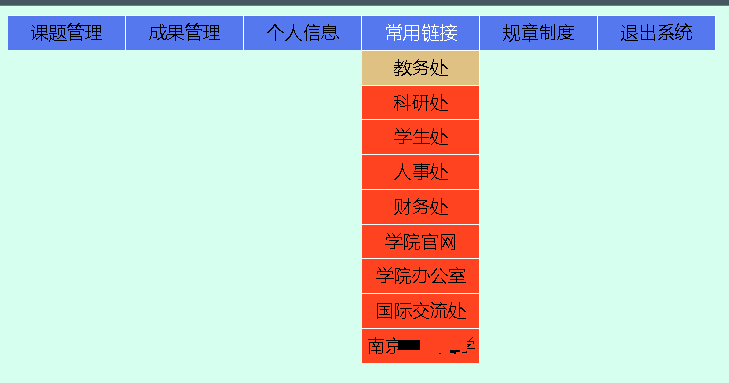 课题管理 成果管理 个人信息 常用链接 规章制度 退出系统
教务处
科研处
学生处
人事处
财务处
学院官网
学院办公室
国际交流处
南京